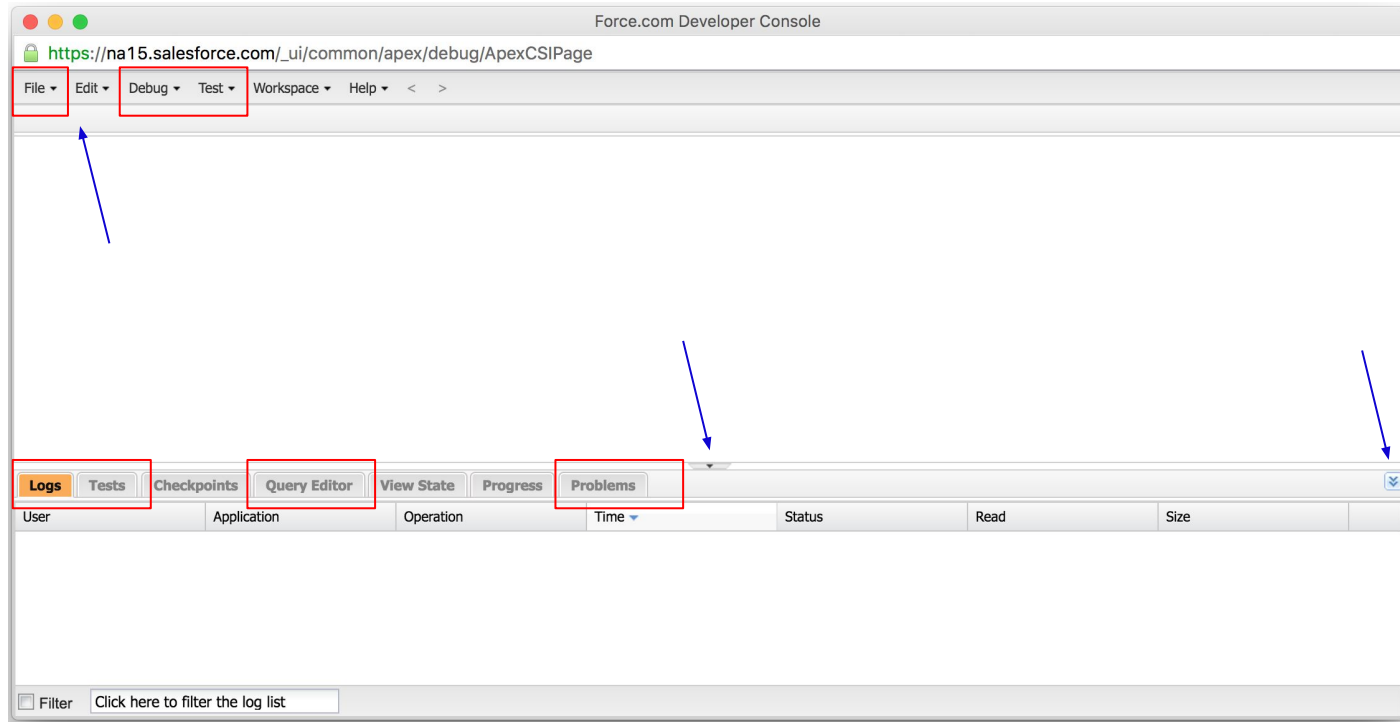 Force.com Developer Console
https://na15.salesforce.com/_ui/common/apex/debug/ApexCSIPage
File Edit Debug Test Workspace Help < >
Logs Tests Checkpoints Query Editor View State Progress Problems
User Application Operation Time Status Read Size
Filter Click here to filter the log list